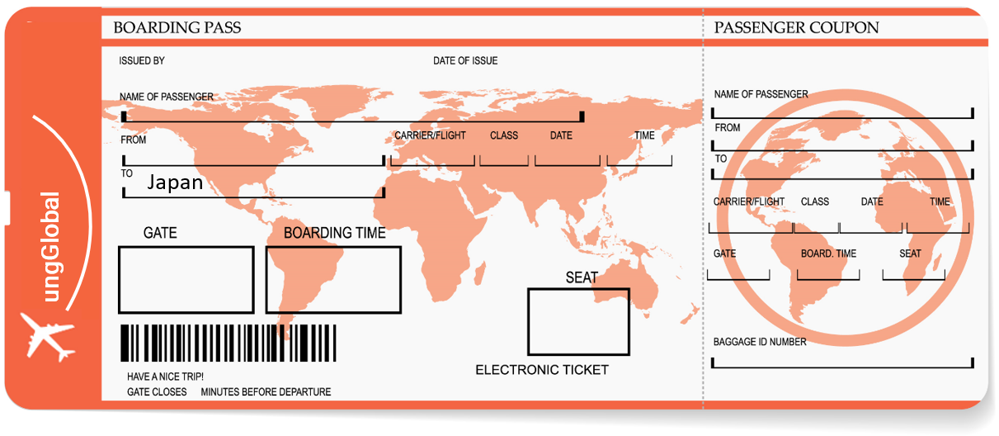 BOARDING PASS
ISSUED BY
DATE OF ISSUE
NAME OF PASSENGER
FROM
CARRIER/FLIGHT
CLASS
DATE
TIME
TO
Japan
GATE
BOARDING TIME
SEAT
ELECTRONIC TICKET
HAVE A NICE TRIP!
GATE CLOSES MINUTES BEFORE DEPARTURE
ungGlobal
PASSENGER COUPON
NAME OF PASSENGER
FROM
TO
CARRIER/FLIGHT
CLASS
DATE
TIME
GATE
BOARD. TIME
SEAT
BAGGAGE ID NUMBER